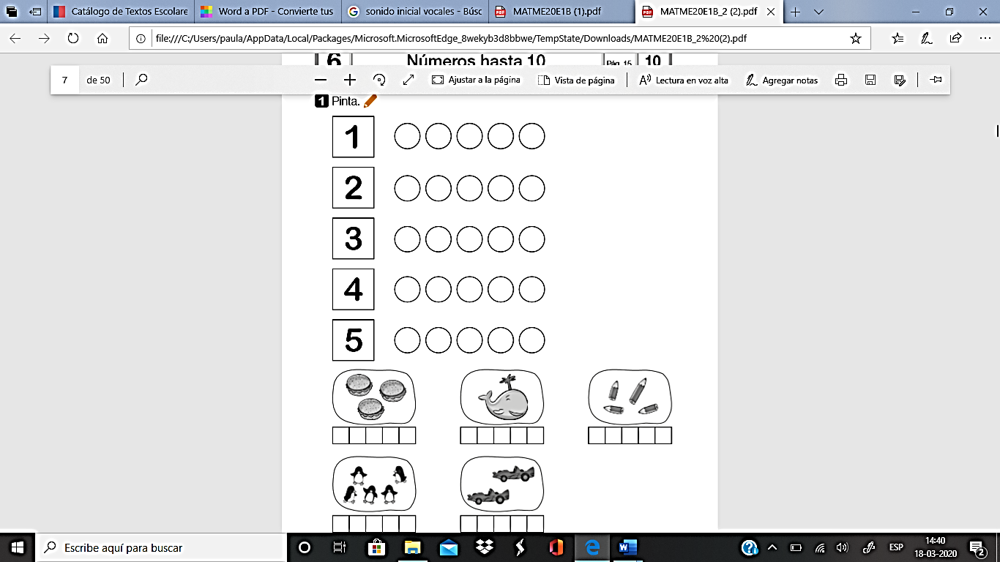 Catálogo de Textos Escolare
Word a PDF - Convierte tus
sonido inicial vocales - Búsc
MATME20E1B (1).pdf
MATME20E1B_2 (2).pdf
file:///C:/Users/paula/AppData/Local/Packages/Microsoft.MicrosoftEdge_8wekyb3d8bbwe/TempState/Downloads/MATME20E1B_2%20(2).pdf
6 Números hasta 10 Pág. 15 10
7 de 50 Ajustar a la página Vista de página Lectura en voz alta Agregar notas
1 Pinta.
1
2
3
4
5
Escribe aquí para buscar
ESP
14:40
18-03-2020
2